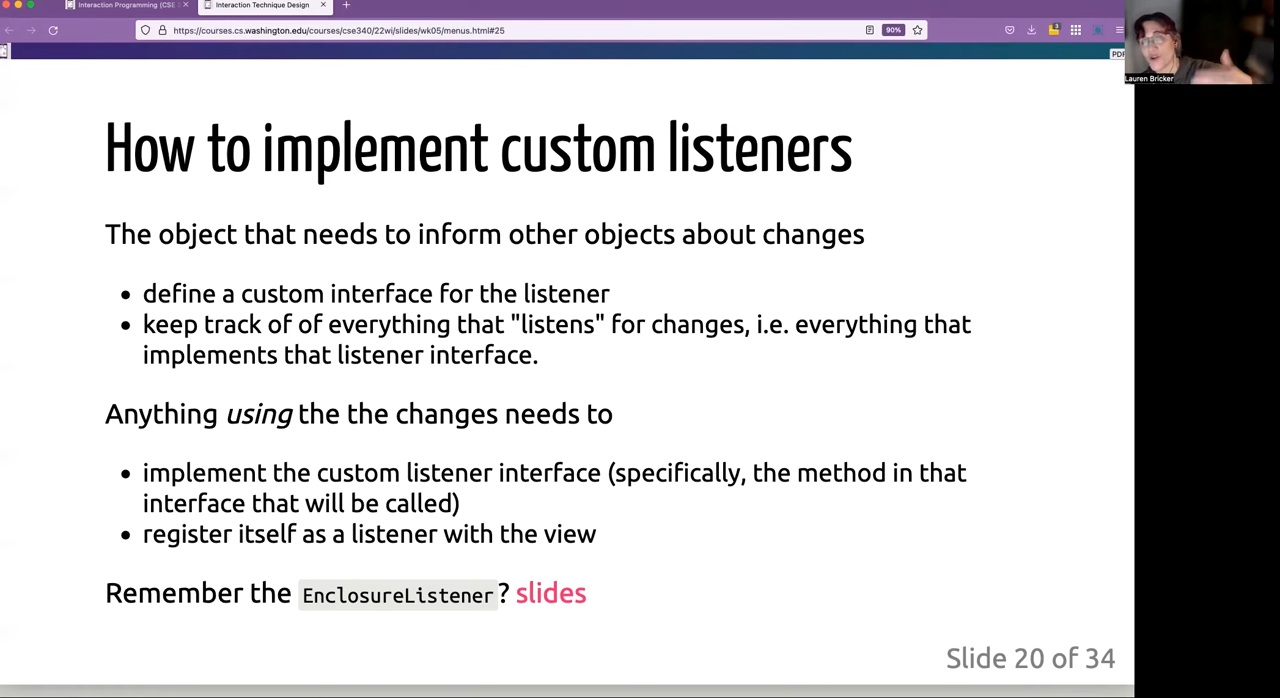 Interaction Programming (CSE
Interaction Technique Design
https://courses.cs.washington.edu/courses/cse340/22wi/slides/wk05/menus.html#25
90%
PDF
Lauren Bricker
How to implement custom listeners
The object that needs to inform other objects about changes
• define a custom interface for the listener
• keep track of of everything that "listens" for changes, i.e. everything that
implements that listener interface.
Anything using the the changes needs to
• implement the custom listener interface (specifically, the method in that
interface that will be called)
• register itself as a listener with the view
Remember the EnclosureListener? slides
Slide 20 of 34